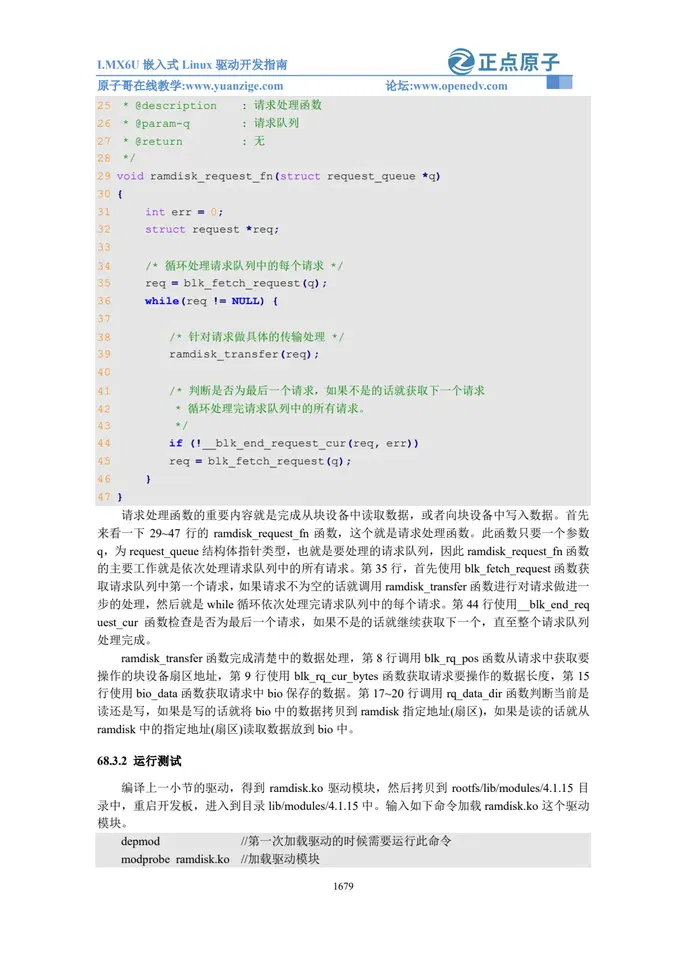 I.MX6U 嵌入式 Linux 驱动开发指南
正点原子
原子哥在线教学:www.yuanzige.com 论坛:www.openedv.com
25 * @description : 请求处理函数
26 * @param-q : 请求队列
27 * @return : 无
28 */
29 void ramdisk_request_fn(struct request_queue *q)
30 {
31 int err = 0;
32 struct request *req;
33
34 /* 循环处理请求队列中的每个请求 */
35 req = blk_fetch_request(q);
36 while(req != NULL) {
37
38 /* 针对请求做具体的传输处理 */
39 ramdisk_transfer(req);
40
41 /* 判断是否为最后一个请求，如果不是的话就获取下一个请求
42 * 循环处理完请求队列中的所有请求。
43 */
44 if (!__blk_end_request_cur(req, err))
45 req = blk_fetch_request(q);
46 }
47 }
请求处理函数的重要内容就是完成从块设备中读取数据，或者向块设备中写入数据。首先
来看一下 29~47 行的 ramdisk_request_fn 函数，这个就是请求处理函数。此函数只要一个参数
q，为 request_queue 结构体指针类型，也就是要处理的请求队列，因此 ramdisk_request_fn 函数
的主要工作就是依次处理请求队列中的所有请求。第 35 行，首先使用 blk_fetch_request 函数获
取请求队列中第一个请求，如果请求不为空的话就调用 ramdisk_transfer 函数进行对请求做进一
步的处理，然后就是 while 循环依次处理完请求队列中的每个请求。第 44 行使用__blk_end_req
uest_cur 函数检查是否为最后一个请求，如果不是的话就继续获取下一个，直至整个请求队列
处理完成。
ramdisk_transfer 函数完成清楚中的数据处理，第 8 行调用 blk_rq_pos 函数从请求中获取要
操作的块设备扇区地址，第 9 行使用 blk_rq_cur_bytes 函数获取请求要操作的数据长度，第 15
行使用 bio_data 函数获取请求中 bio 保存的数据。第 17~20 行调用 rq_data_dir 函数判断当前是
读还是写，如果是写的话就将 bio 中的数据拷贝到 ramdisk 指定地址(扇区)，如果是读的话就从
ramdisk 中的指定地址(扇区)读取数据放到 bio 中。
68.3.2 运行测试
编译上一小节的驱动，得到 ramdisk.ko 驱动模块，然后拷贝到 rootfs/lib/modules/4.1.15 目
录中，重启开发板，进入到目录 lib/modules/4.1.15 中。输入如下命令加载 ramdisk.ko 这个驱动
模块。
depmod //第一次加载驱动的时候需要运行此命令
modprobe ramdisk.ko //加载驱动模块
1679